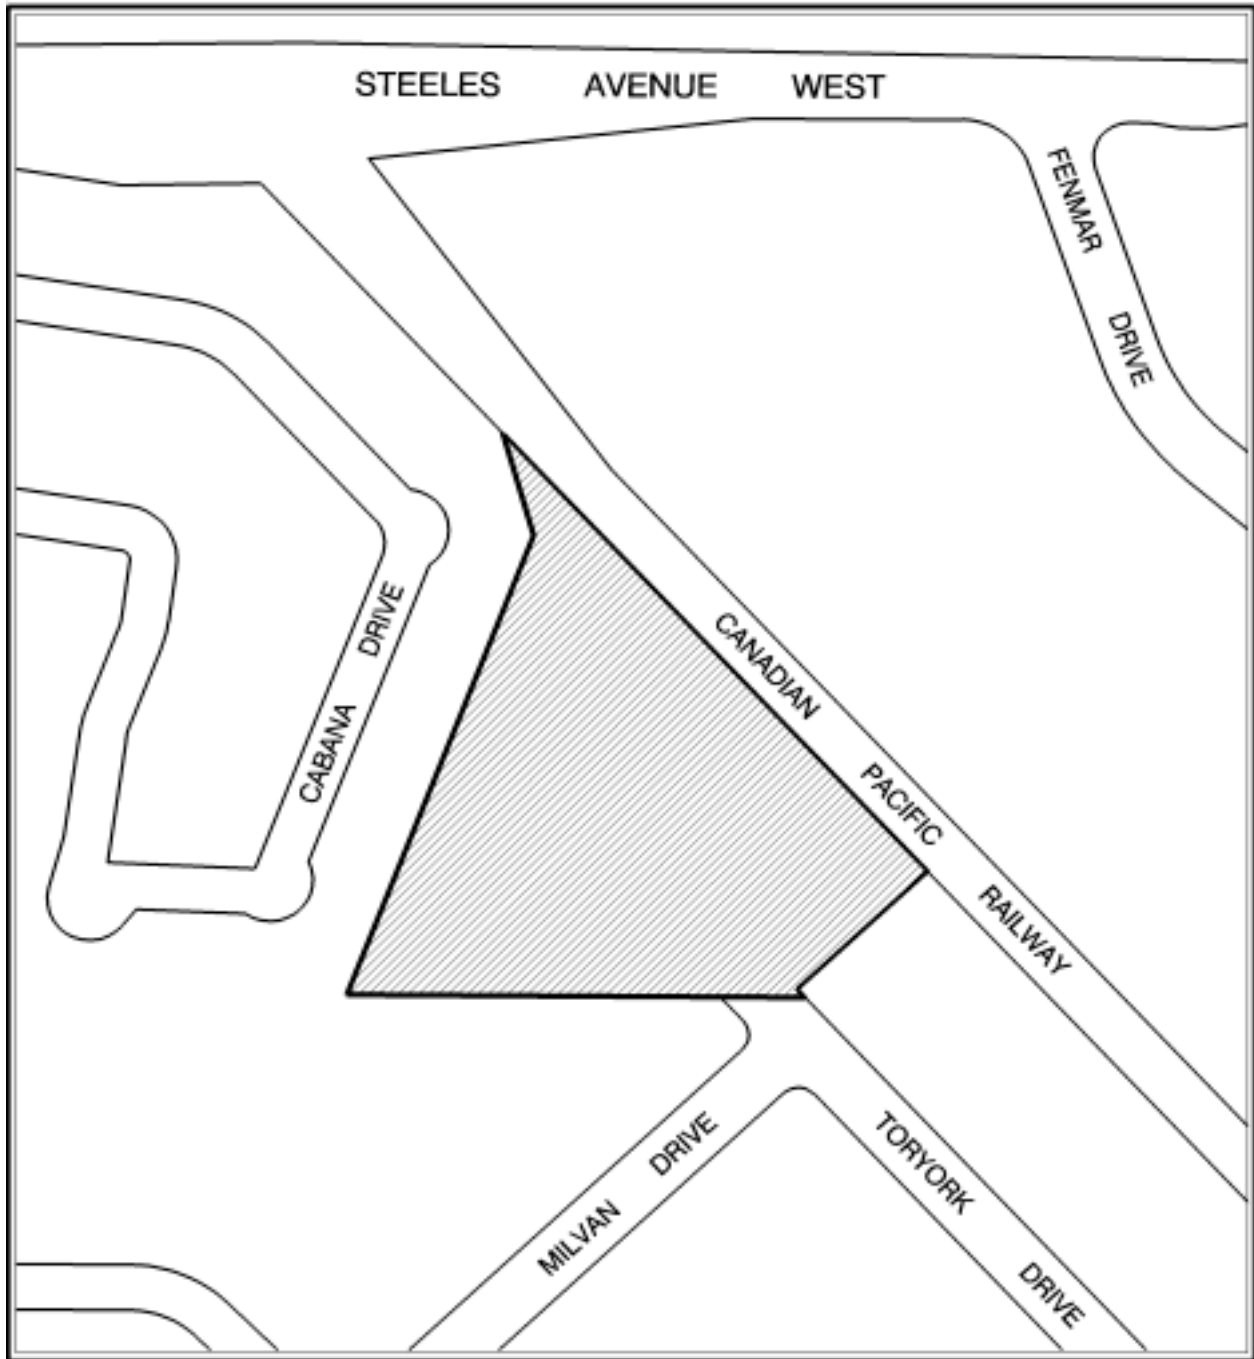 STEELES AVENUE WEST
FENMAR DRIVE
CABANA DRIVE
CANADIAN PACIFIC RAILWAY
MILVAN DRIVE
TORYORK DRIVE